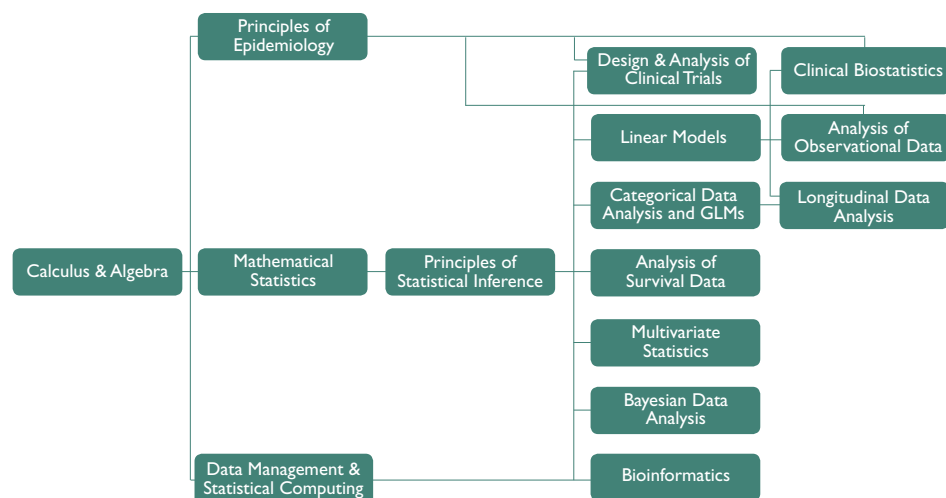 Principles of
Epidemiology
Design & Analysis of
Clinical Trials
Clinical Biostatistics
Linear Models
Analysis of
Observational Data
Categorical Data
Analysis and GLMs
Longitudinal Data
Analysis
Calculus & Algebra
Mathematical
Statistics
Principles of
Statistical Inference
Analysis of
Survival Data
Multivariate
Statistics
Bayesian Data
Analysis
Data Management &
Statistical Computing
Bioinformatics